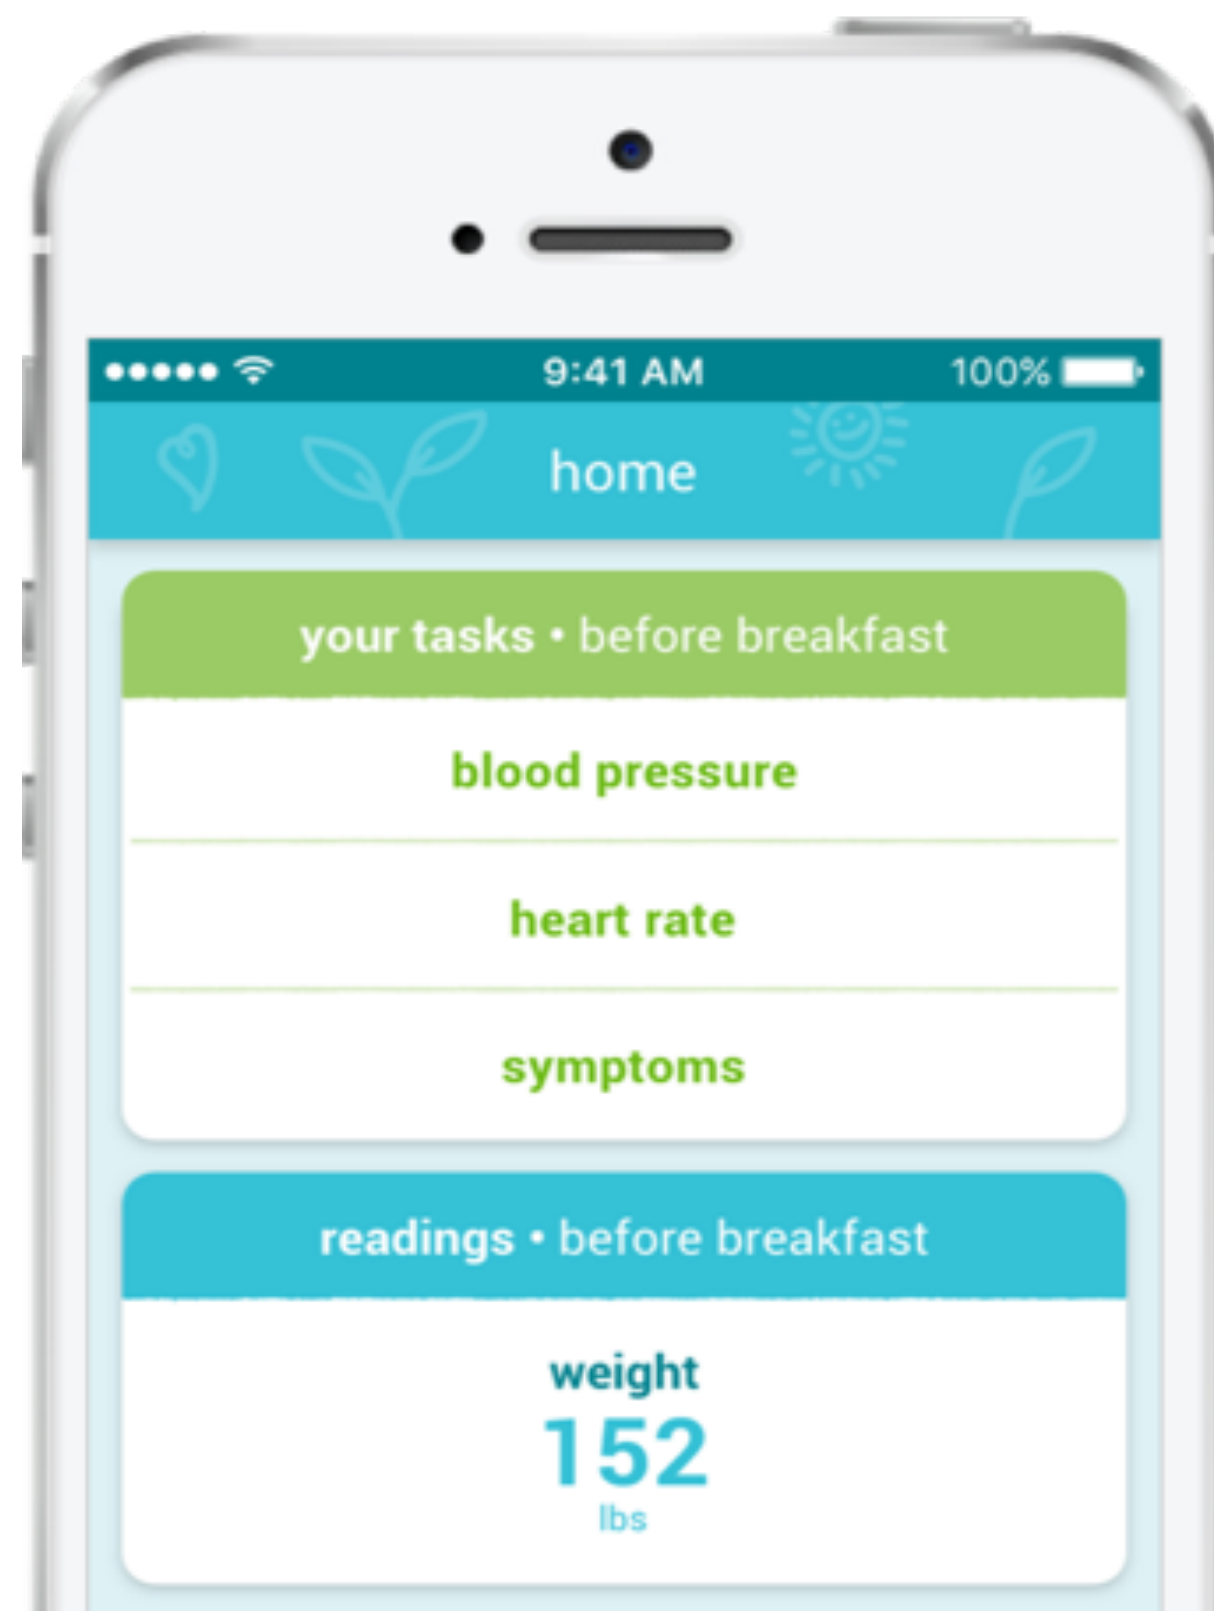 9:41 AM 100%
home
your tasks • before breakfast
blood pressure
heart rate
symptoms
readings • before breakfast
weight
152
lbs